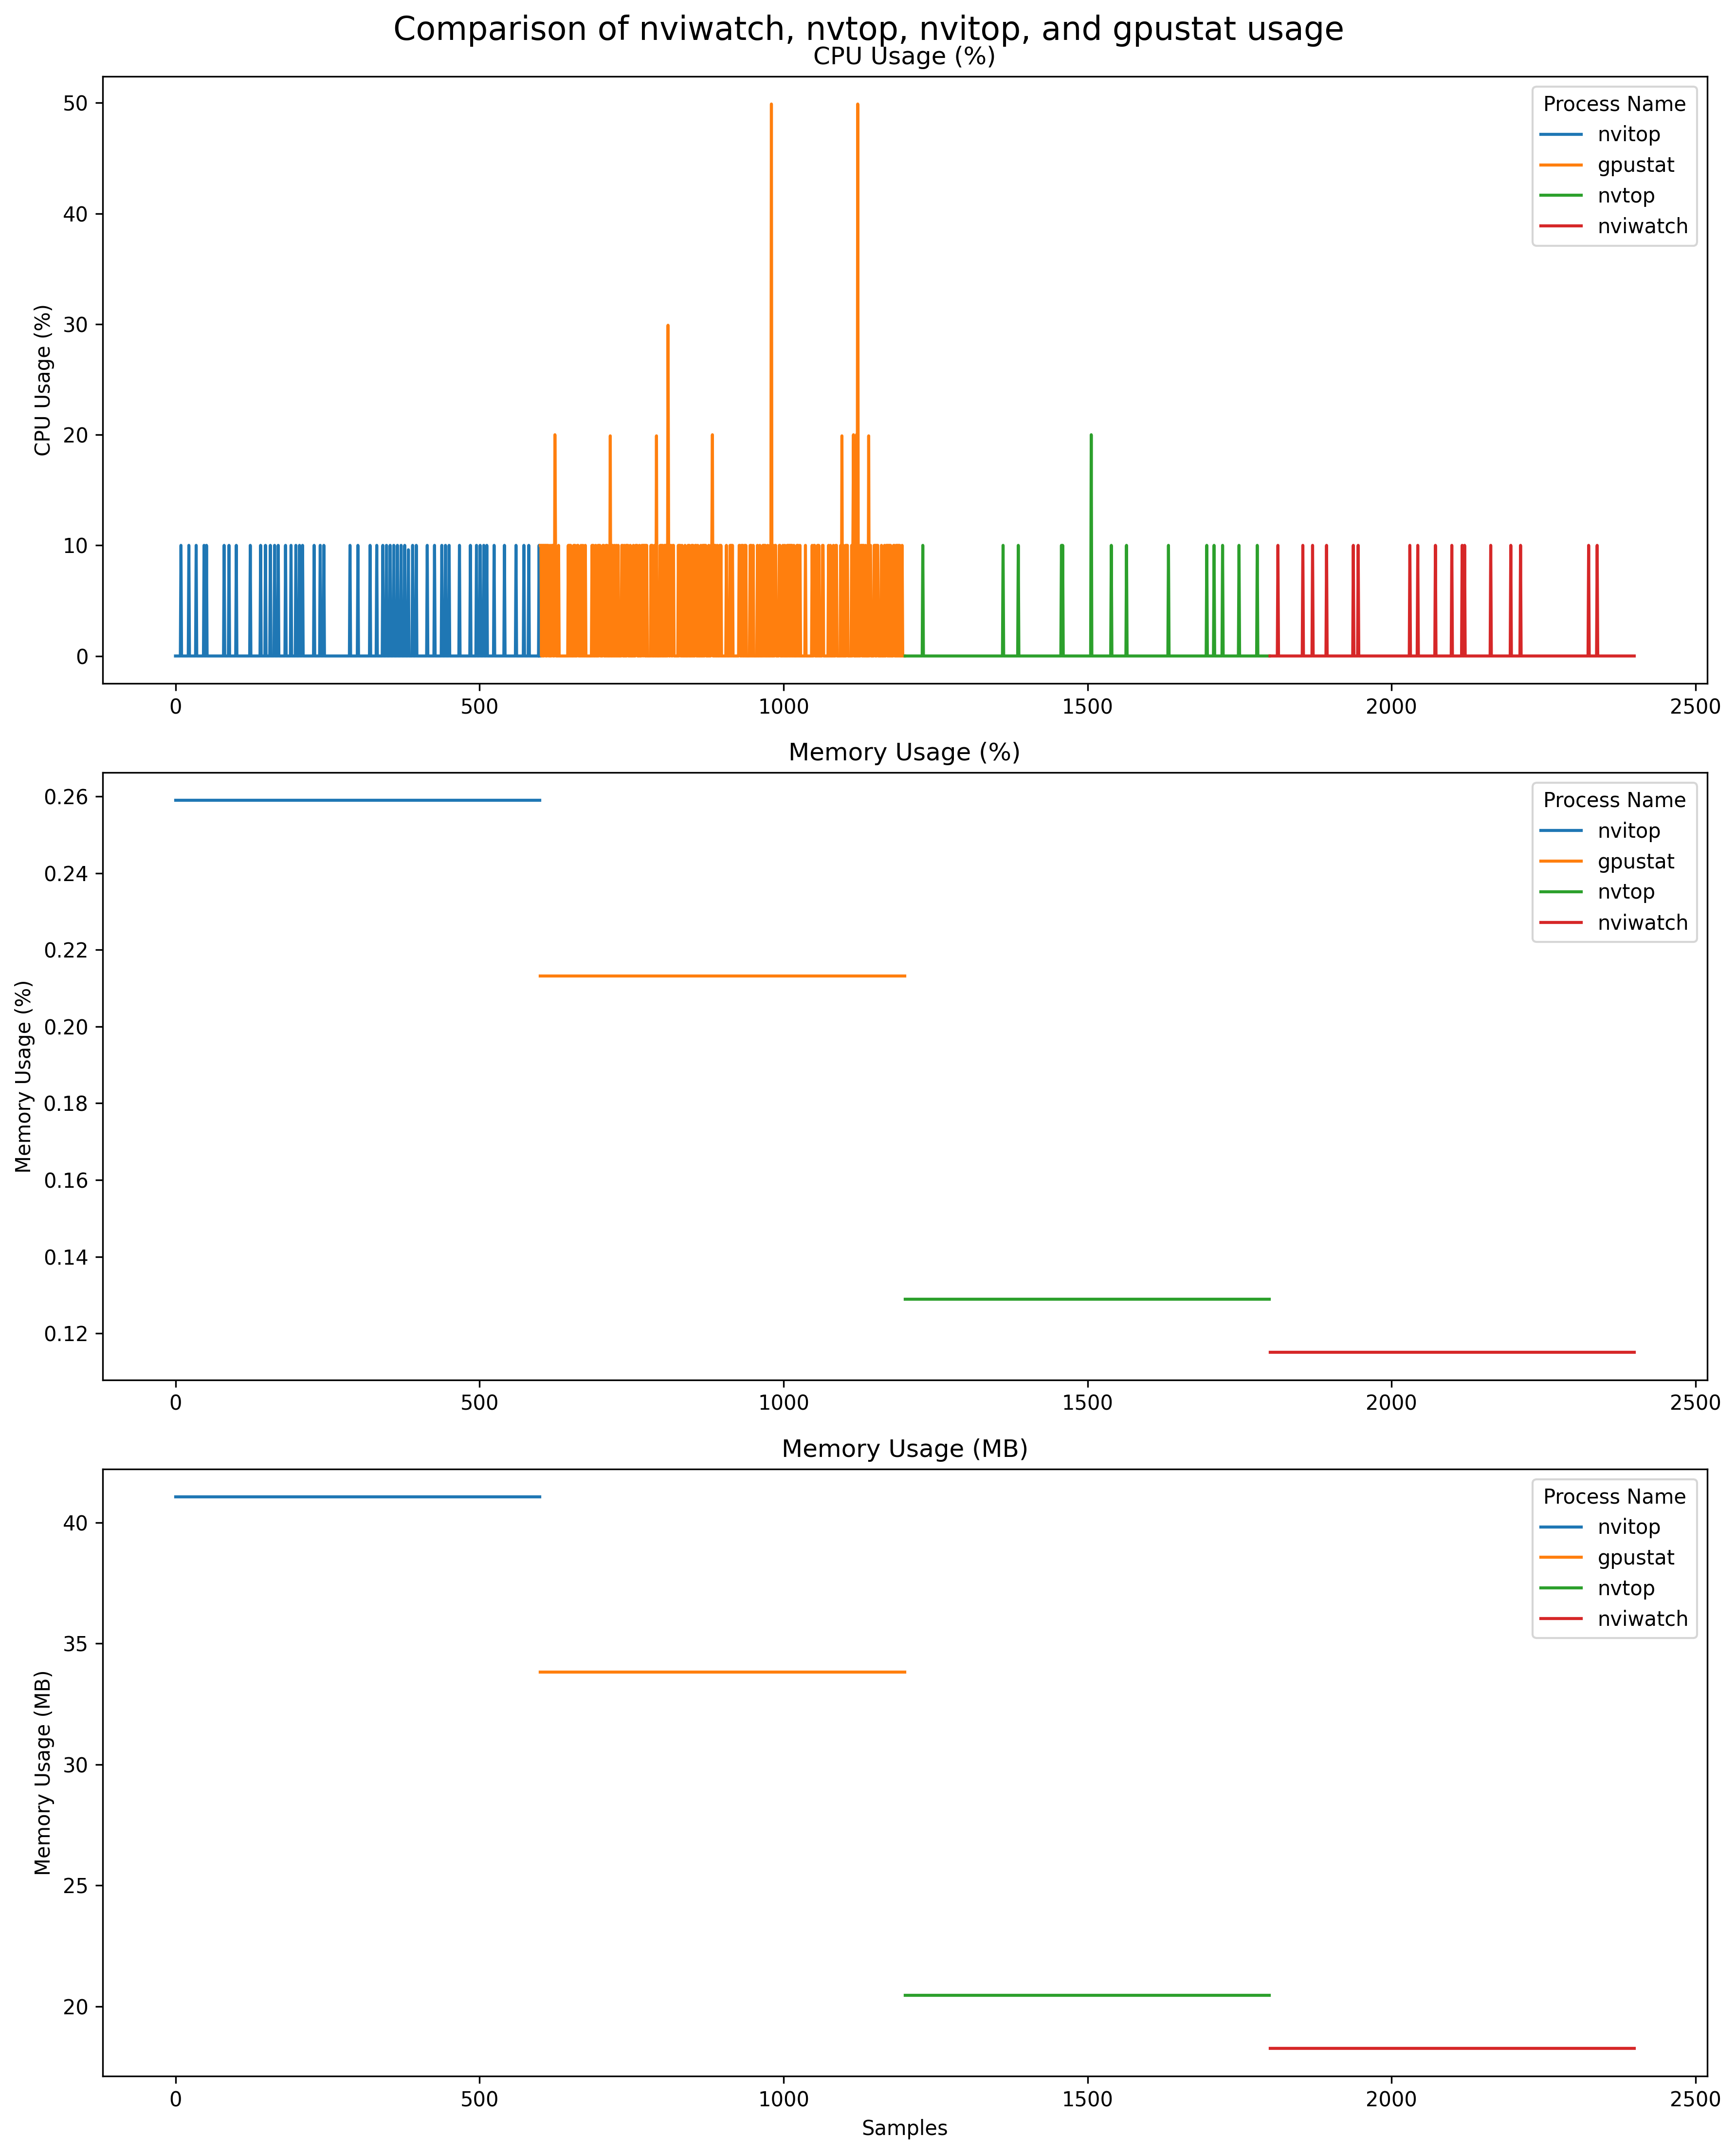 Comparison of nviwatch, nvtop, nvitop, and gpustat usage
CPU Usage (%)
CPU Usage (%)
50
40
30
20
10
0
0 500 1000 1500 2000 2500
Process Name
nvitop
gpustat
nvtop
nviwatch
Memory Usage (%)
Memory Usage (%)
0.26
0.24
0.22
0.20
0.18
0.16
0.14
0.12
0 500 1000 1500 2000 2500
Process Name
nvitop
gpustat
nvtop
nviwatch
Memory Usage (MB)
Memory Usage (MB)
40
35
30
25
20
0 500 1000 1500 2000 2500
Process Name
nvitop
gpustat
nvtop
nviwatch
Samples